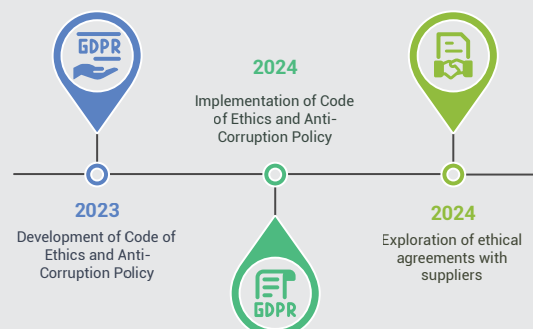 GDPR
2023
Development of Code of
Ethics and Anti-
Corruption Policy
2024
Implementation of Code
of Ethics and Anti-
Corruption Policy
GDPR
2024
Exploration of ethical
agreements with
suppliers